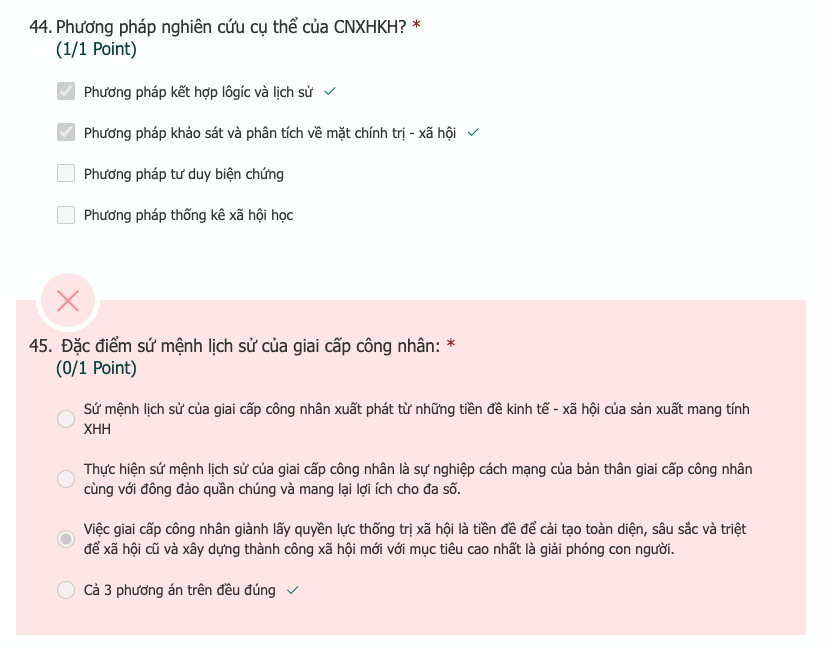 44. Phương pháp nghiên cứu cụ thể của CNXHKH? *
(1/1 Point)
Phương pháp kết hợp lôgíc và lịch sử
Phương pháp khảo sát và phân tích về mặt chính trị - xã hội
Phương pháp tư duy biện chứng
Phương pháp thống kê xã hội học
45. Đặc điểm sứ mệnh lịch sử của giai cấp công nhân: *
(0/1 Point)
Sứ mệnh lịch sử của giai cấp công nhân xuất phát từ những tiền đề kinh tế - xã hội của sản xuất mang tính
XHH
Thực hiện sứ mệnh lịch sử của giai cấp công nhân là sự nghiệp cách mạng của bản thân giai cấp công nhân
cùng với đông đảo quần chúng và mang lại lợi ích cho đa số.
Việc giai cấp công nhân giành lấy quyền lực thống trị xã hội là tiền đề để cải tạo toàn diện, sâu sắc và triệt
để xã hội cũ và xây dựng thành công xã hội mới với mục tiêu cao nhất là giải phóng con người.
Cả 3 phương án trên đều đúng